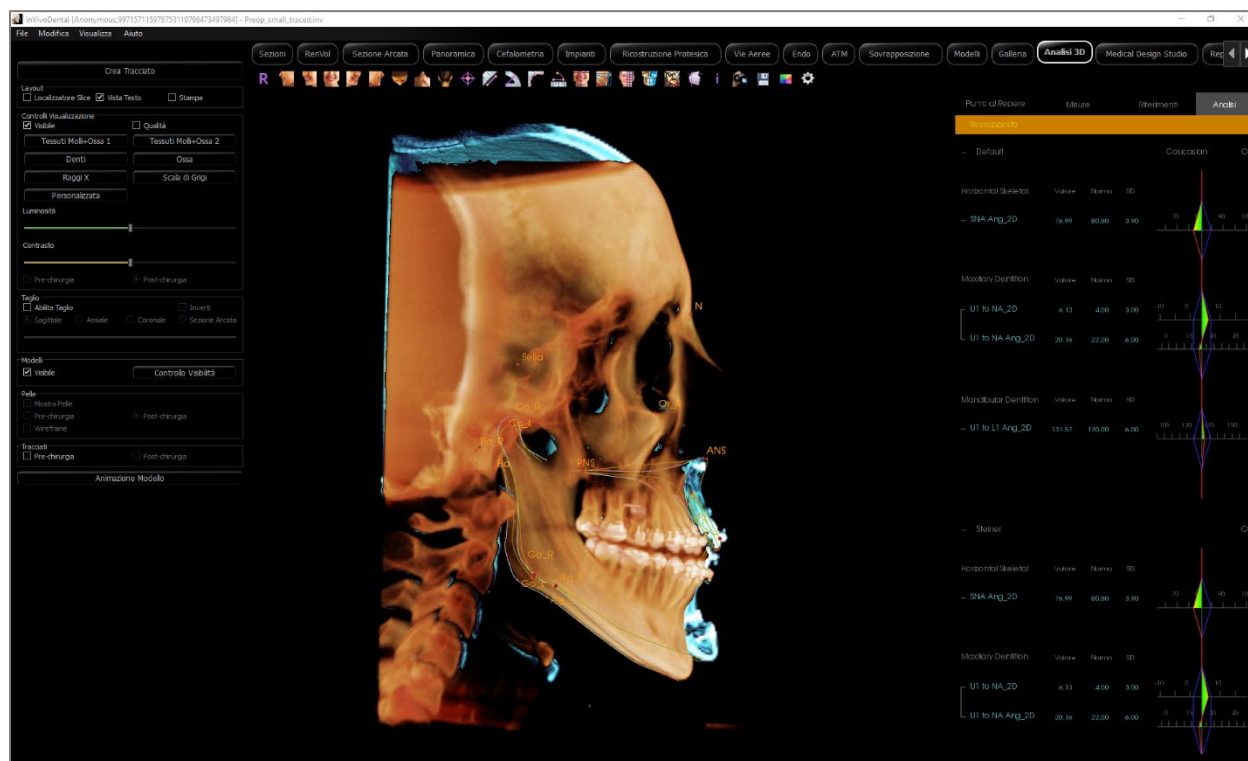 InVivoDental [Anonymous,99715711597875311079847349798​4] - Preop_small_traced.inv
File Modifica Visualizza Aiuto
Sezioni RenVol Sezione Arcata Panoramica Cefalometria Impianti Ricostruzione Protesica Vie Aeree Endo ATM Sovrapposizione Modelli Galleria Analisi 3D Medical Design Studio
Crea Tracciato
Layout
Localizzatore Slice Vista Testo Stampa
Controlli Visualizzazione
Visibile Qualità
Tessuti Molli+Ossa 1 Tessuti Molli+Ossa 2
Denti Ossa
Raggi X Scala di Grigi
Personalizzata
Luminosità
Contrasto
Pre-chirurgia Post-chirurgia
Taglio
Abilita Taglio Inverti
Sagittale Assiale Coronale Sezione Arcata
Modelli
Visibile Controllo Visibilità
Pelle
Mostra Pelle
Pre-chirurgia Post-chirurgia
Wireframe
Tracciati
Pre-chirurgia Post-chirurgia
Animazione Modello
N
Sella
Or_R
Co_R
Co_L
Po_R
Ba
PNS
ANS
Go_R
Go_L
Punto di Repere Misure Riferimenti Analisi
Sovrapposto
Default Caucasian
Horizontal Skeletal Valore Norma SD
SNA Ang_2D 76.99 80.80 3.90
Maxillary Dentition Valore Norma SD
U1 to NA_2D 6.13 4.00 3.00
U1 to NA Ang_2D 20.16 22.00 6.00
Mandibular Dentition Valore Norma SD
U1 to L1 Ang_2D 131.57 130.00 6.00
Steiner
Horizontal Skeletal Valore Norma SD
SNA Ang_2D 76.99 80.80 3.90
Maxillary Dentition Valore Norma SD
U1 to NA_2D 6.13 4.00 3.00
U1 to NA Ang_2D 20.16 22.00 6.00